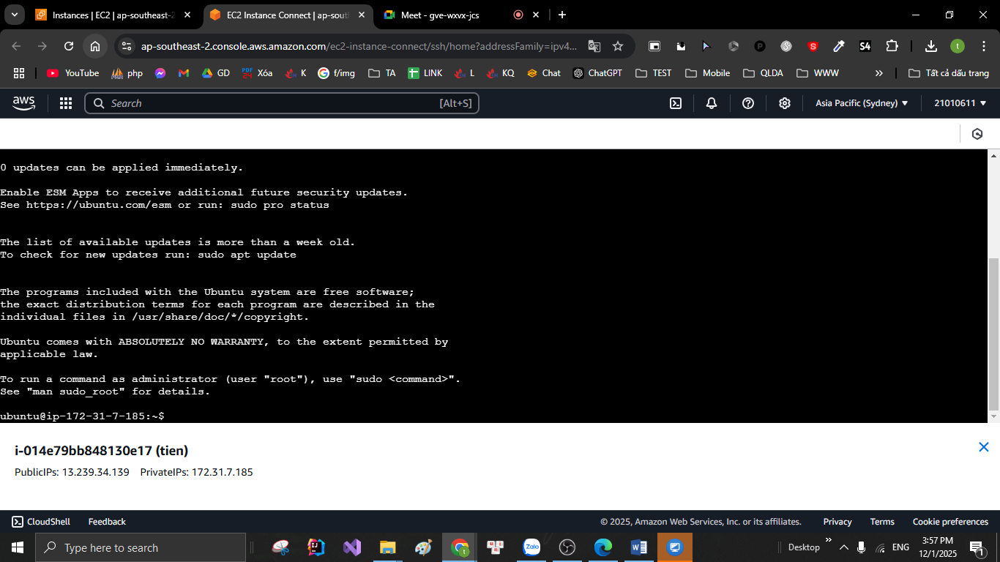 Instances | EC2 | ap-southeast-2
EC2 Instance Connect | ap-sout
Meet - gve-wxvx-jcs
ap-southeast-2.console.aws.amazon.com/ec2-instance-connect/ssh/home?addressFamily=ipv4...
S4
t
YouTube
php
GD
PDF
24
Xóa
K
f/img
TA
LINK
L
KQ
Chat
ChatGPT
TEST
Mobile
QLDA
WWW
Tất cả dấu trang
aws
Search
[Alt+S]
Asia Pacific (Sydney)
21010611
0 updates can be applied immediately.
Enable ESM Apps to receive additional future security updates.
See https://ubuntu.com/esm or run: sudo pro status
The list of available updates is more than a week old.
To check for new updates run: sudo apt update
The programs included with the Ubuntu system are free software;
the exact distribution terms for each program are described in the
individual files in /usr/share/doc/*/copyright.
Ubuntu comes with ABSOLUTELY NO WARRANTY, to the extent permitted by
applicable law.
To run a command as administrator (user "root"), use "sudo <command>".
See "man sudo_root" for details.
ubuntu@ip-172-31-7-185:~$
i-014e79bb848130e17 (tien)
PublicIPs: 13.239.34.139 PrivateIPs: 172.31.7.185
CloudShell
Feedback
© 2025, Amazon Web Services, Inc. or its affiliates.
Privacy
Terms
Cookie preferences
Type here to search
Zalo
Desktop
ENG
3:57 PM
12/1/2025
1